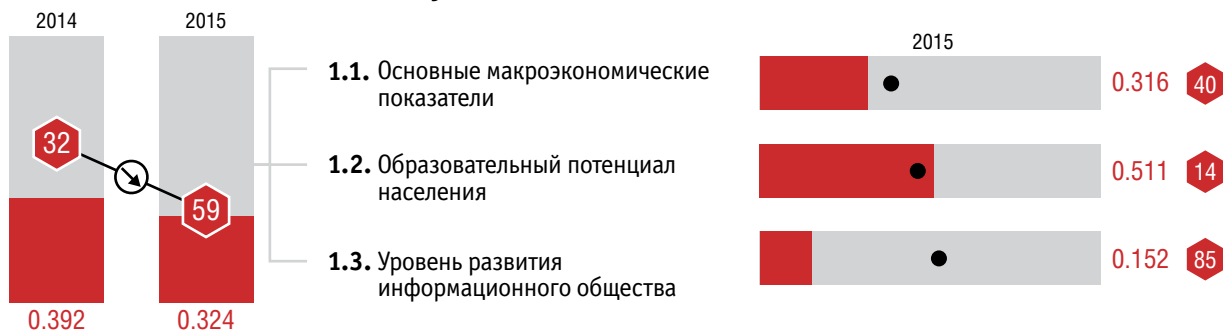 2014
2015
32
59
0.392
0.324
1.1. Основные макроэкономические
показатели
1.2. Образовательный потенциал
населения
1.3. Уровень развития
информационного общества
2015
0.316 40
0.511 14
0.152 85